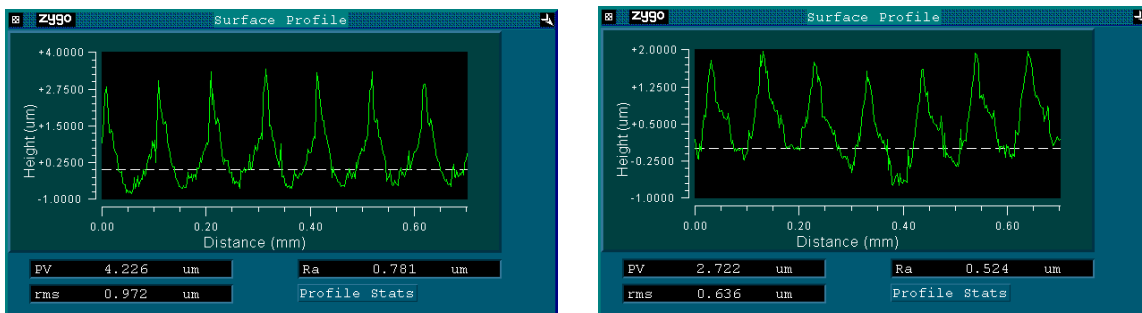 zygo Surface Profile
+4.0000
+2.7500
+1.5000
+0.2500
-1.0000
Height (um)
0.00 0.20 0.40 0.60
Distance (mm)
PV 4.226 um Ra 0.781 um
rms 0.972 um Profile Stats
zygo Surface Profile
+2.0000
+1.2500
+0.5000
-0.2500
-1.0000
Height (um)
0.00 0.20 0.40 0.60
Distance (mm)
PV 2.722 um Ra 0.524 um
rms 0.636 um Profile Stats